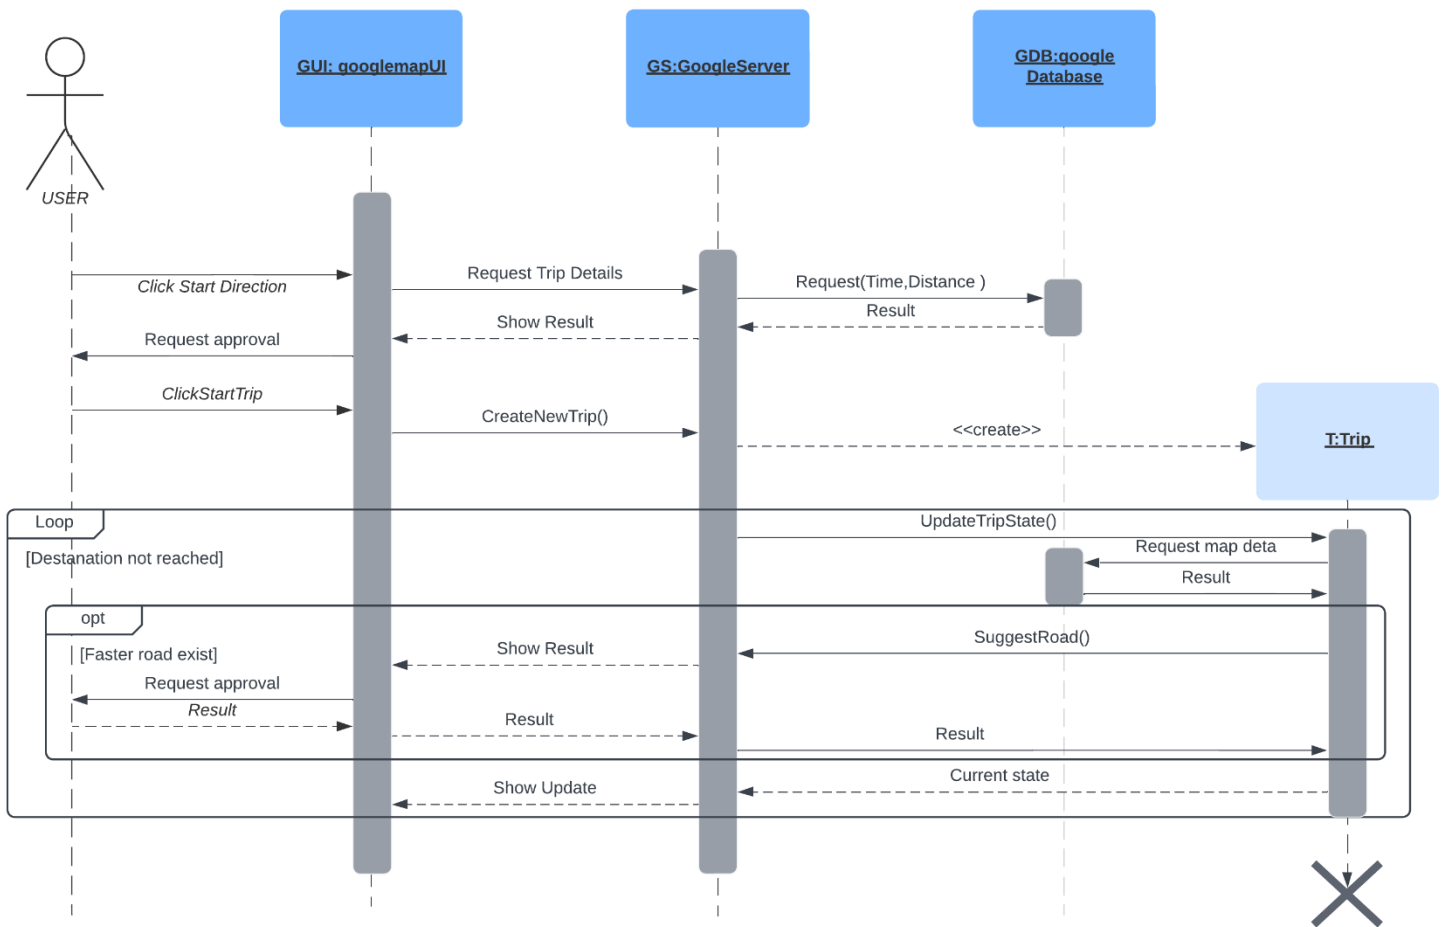 GUI: googlemapUI
GS:GoogleServer
GDB:google
Database
USER
Click Start Direction
Request Trip Details
Request(Time,Distance )
Result
Show Result
Request approval
ClickStartTrip
CreateNewTrip()
<<create>>
T:Trip
Loop
[Destanation not reached]
UpdateTripState()
Request map deta
Result
opt
[Faster road exist]
SuggestRoad()
Show Result
Request approval
Result
Result
Result
Current state
Show Update